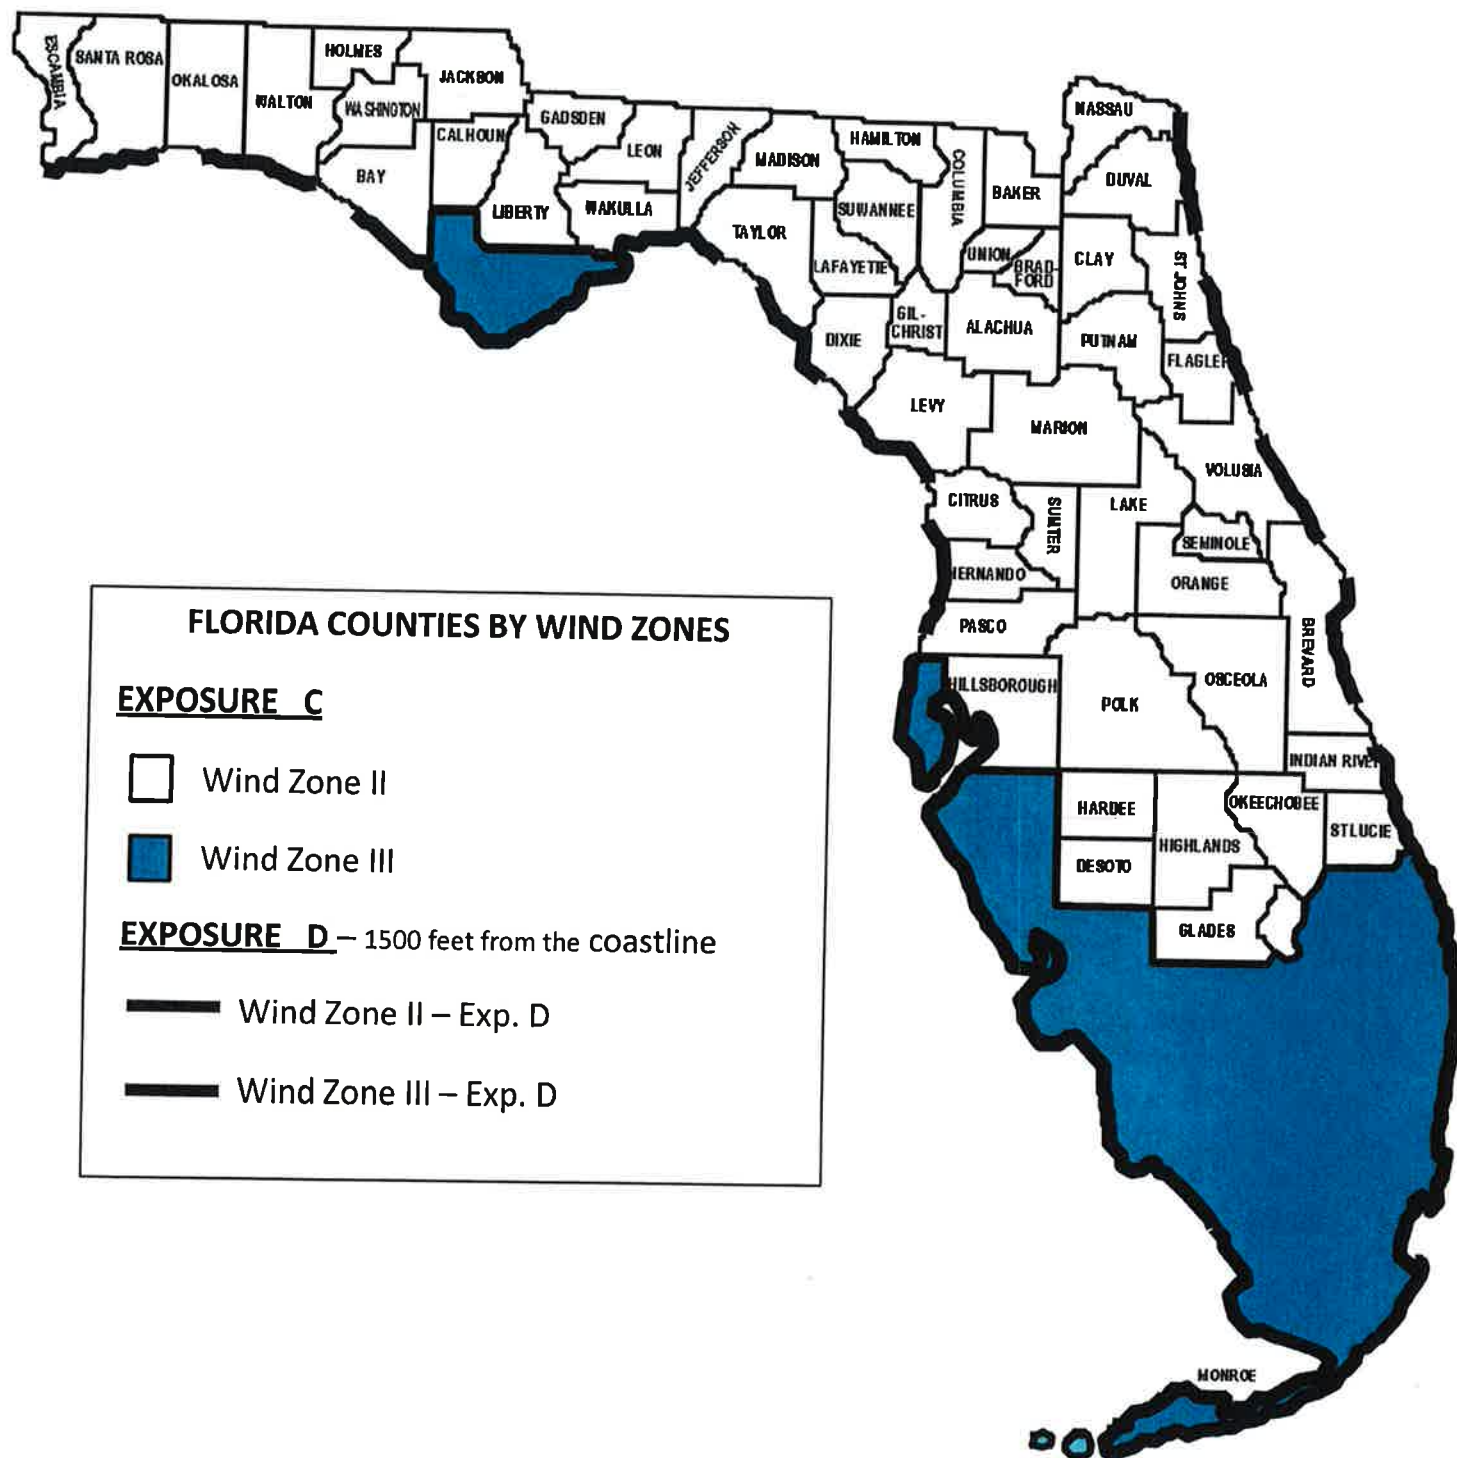 ESCAMBIA
SANTA ROSA
OKALOSA
WALTON
HOLMES
WASHINGTON
JACKSON
BAY
CALHOUN
GADSDEN
LIBERTY
LEON
WAKULLA
JEFFERSON
MADISON
TAYLOR
HAMILTON
SUWANNEE
LAFAYETTE
COLUMBIA
BAKER
NASSAU
DUVAL
UNION
BRAD-
FORD
CLAY
ST JOHNS
DIXIE
GIL-
CHRIST
ALACHUA
PUTNAM
FLAGLER
LEVY
MARION
VOLUSIA
CITRUS
SUMTER
LAKE
SEMINOLE
HERNANDO
ORANGE
PASCO
BREVARD
HILLSBOROUGH
POLK
OSCEOLA
INDIAN RIVER
HARDEE
OKEECHOBEE
HIGHLANDS
ST LUCIE
DESOTO
GLADES
MONROE
FLORIDA COUNTIES BY WIND ZONES
EXPOSURE C
Wind Zone II
Wind Zone III
EXPOSURE D – 1500 feet from the coastline
Wind Zone II – Exp. D
Wind Zone III – Exp. D